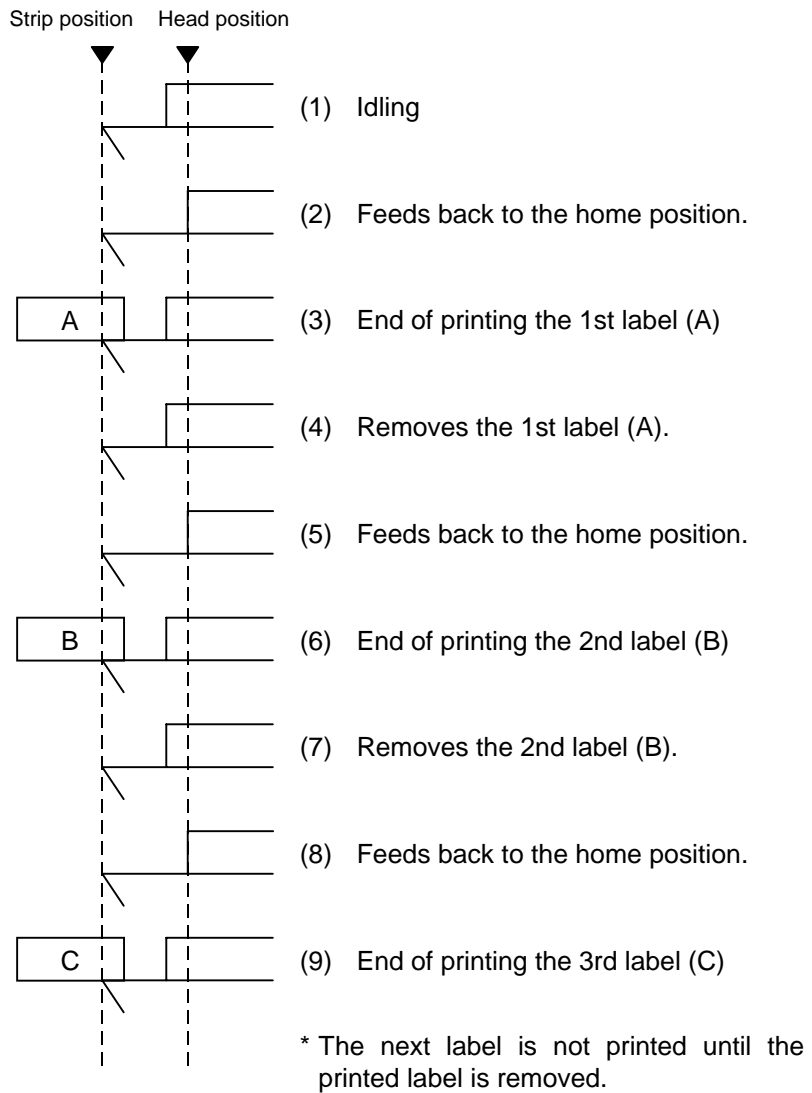 Strip position Head position
(1) Idling
(2) Feeds back to the home position.
A (3) End of printing the 1st label (A)
(4) Removes the 1st label (A).
(5) Feeds back to the home position.
B (6) End of printing the 2nd label (B)
(7) Removes the 2nd label (B).
(8) Feeds back to the home position.
C (9) End of printing the 3rd label (C)
* The next label is not printed until the
printed label is removed.